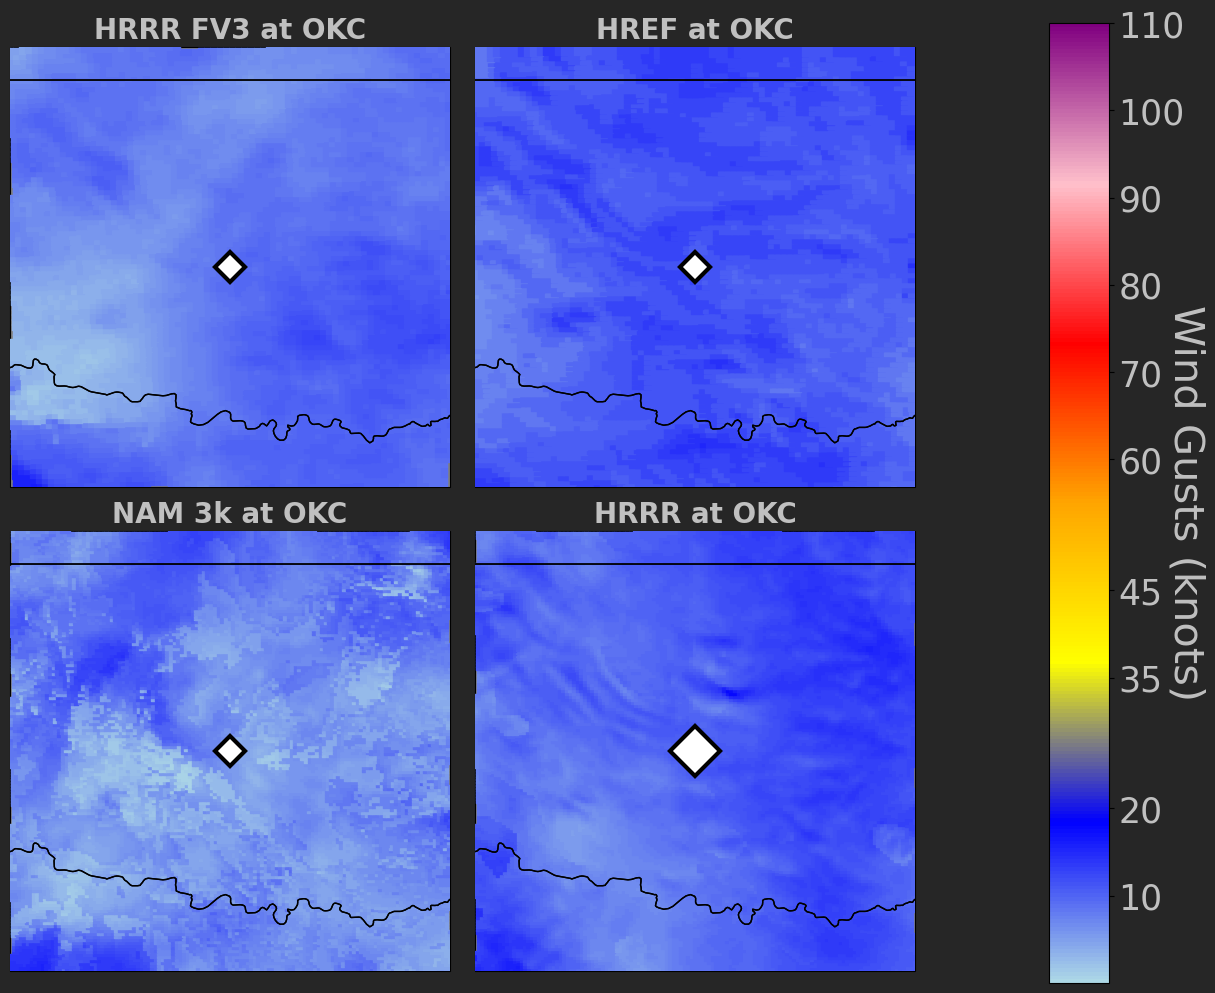 HRRR FV3 at OKC
HREF at OKC
NAM 3k at OKC
HRRR at OKC
110
100
90
80
70
60
45
35
20
10
Wind Gusts (knots)